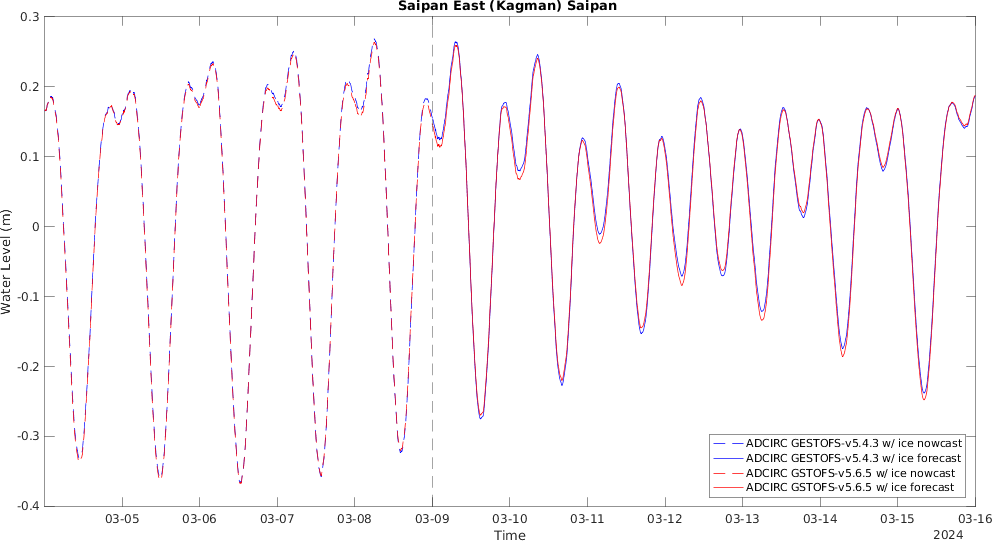 Saipan East (Kagman) Saipan
0.3
0.2
0.1
0
-0.1
-0.2
-0.3
-0.4
Water Level (m)
ADCIRC GESTOFS-v5.4.3 w/ ice nowcast
ADCIRC GESTOFS-v5.4.3 w/ ice forecast
ADCIRC GSTOFS-v5.6.5 w/ ice nowcast
ADCIRC GSTOFS-v5.6.5 w/ ice forecast
03-05 03-06 03-07 03-08 03-09 03-10 03-11 03-12 03-13 03-14 03-15 03-16
Time
2024